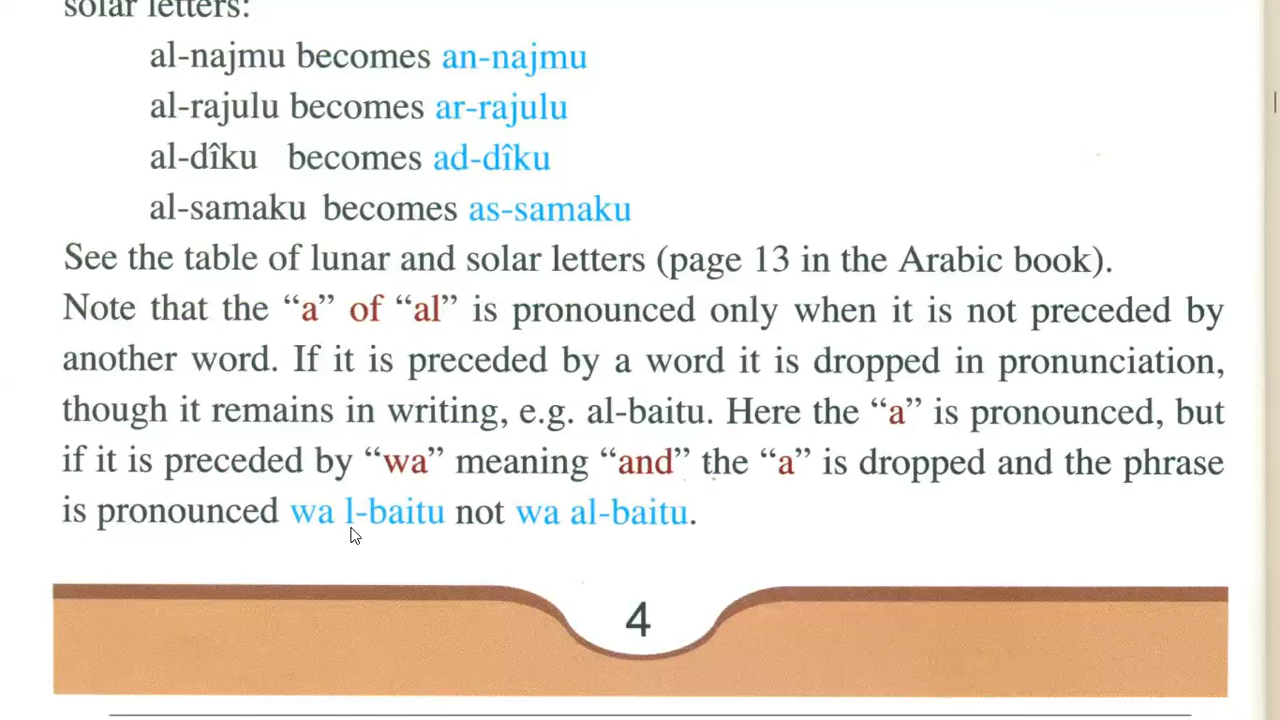 solar letters:
al-najmu becomes an-najmu
al-rajulu becomes ar-rajulu
al-dîku becomes ad-dîku
al-samaku becomes as-samaku
See the table of lunar and solar letters (page 13 in the Arabic book).
Note that the “a” of “al” is pronounced only when it is not preceded by
another word. If it is preceded by a word it is dropped in pronunciation,
though it remains in writing, e.g. al-baitu. Here the “a” is pronounced, but
if it is preceded by “wa” meaning “and” the “a” is dropped and the phrase
is pronounced wa l-baitu not wa al-baitu.
4